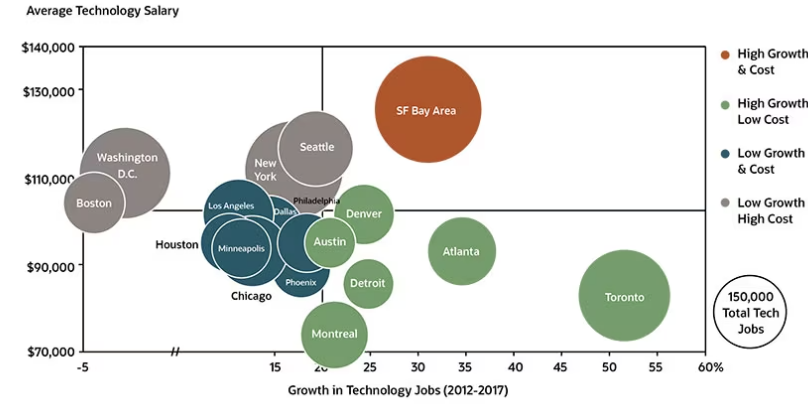 Average Technology Salary
$140,000
$130,000
$110,000
$90,000
$70,000
SF Bay Area
Seattle
New
York
Washington
D.C.
Boston
Philadelphia
Los Angeles
Dallas
Denver
Houston
Minneapolis
Austin
Atlanta
Phoenix
Detroit
Chicago
Toronto
Montreal
-5
//
15
20
25
30
35
40
45
50
55
60%
Growth in Technology Jobs (2012-2017)
High Growth
& Cost
High Growth
Low Cost
Low Growth
& Cost
Low Growth
High Cost
150,000
Total Tech
Jobs